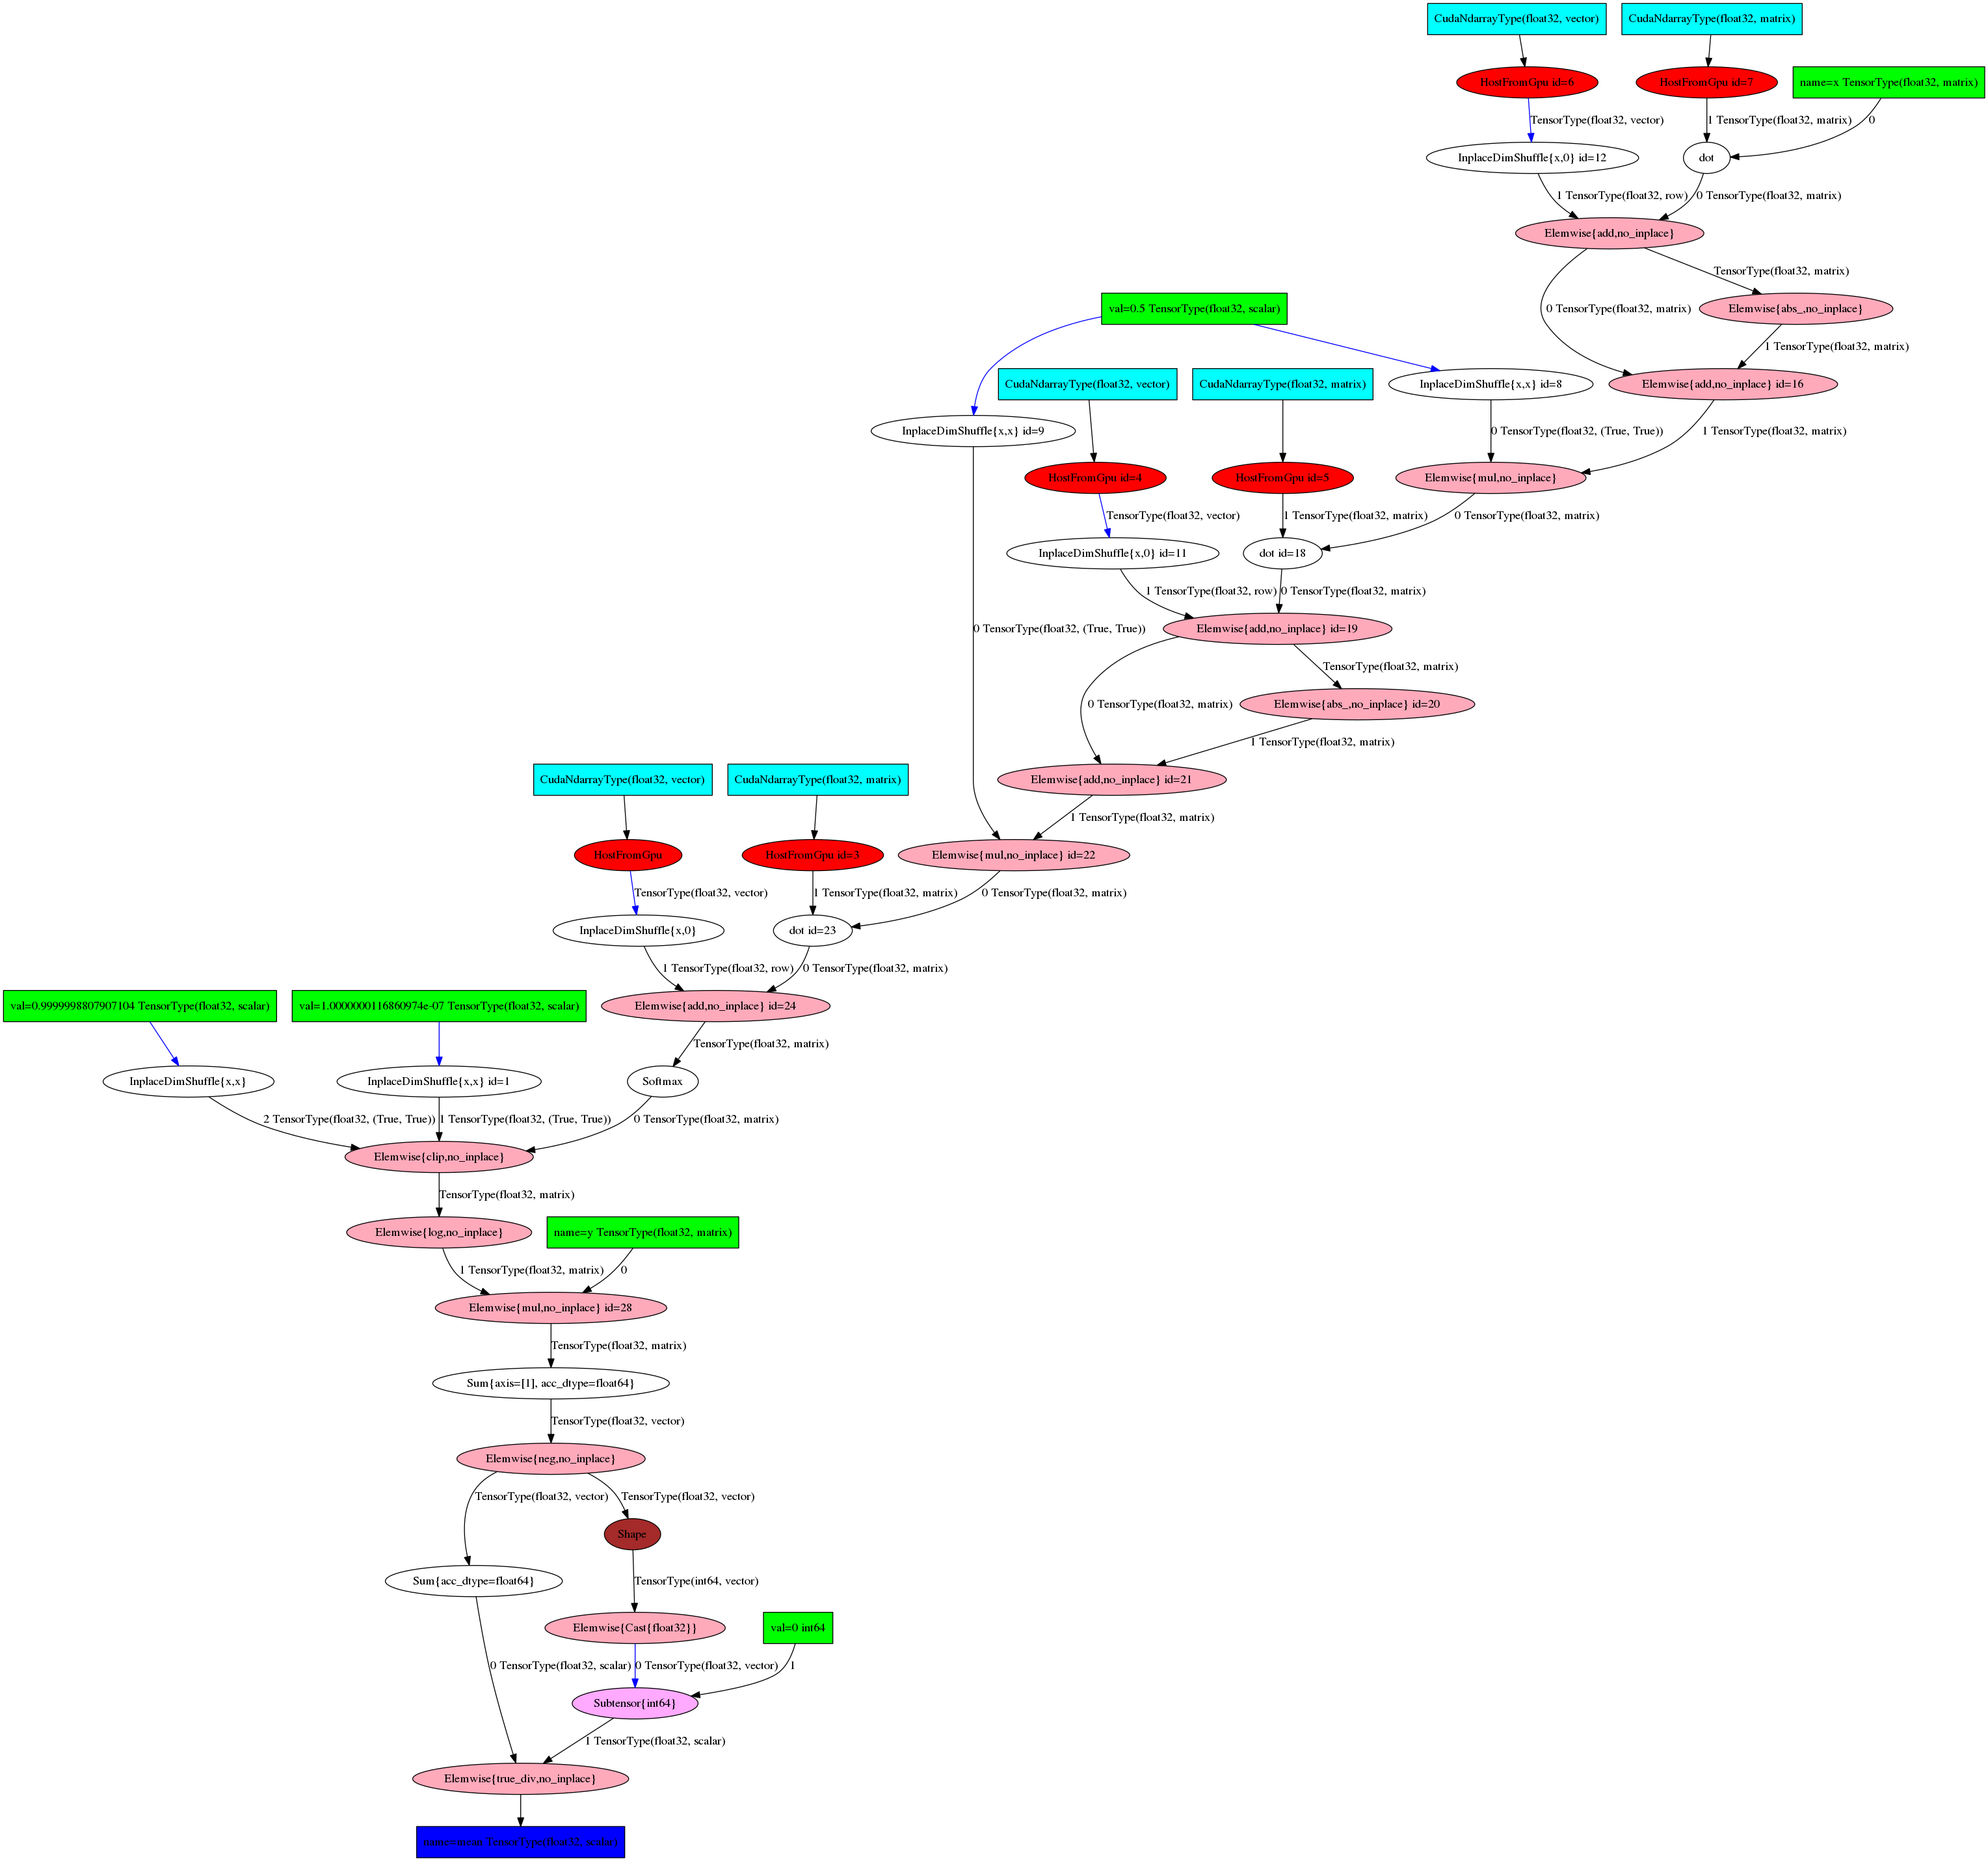 CudaNdarrayType(float32, vector)
CudaNdarrayType(float32, matrix)
HostFromGpu id=6
HostFromGpu id=7
name=x TensorType(float32, matrix)
TensorType(float32, vector)
1 TensorType(float32, matrix)
0
InplaceDimShuffle{x,0} id=12
dot
1 TensorType(float32, row)
0 TensorType(float32, matrix)
Elemwise{add,no_inplace}
TensorType(float32, matrix)
val=0.5 TensorType(float32, scalar)
0 TensorType(float32, matrix)
Elemwise{abs_,no_inplace}
1 TensorType(float32, matrix)
CudaNdarrayType(float32, vector)
CudaNdarrayType(float32, matrix)
InplaceDimShuffle{x,x} id=8
Elemwise{add,no_inplace} id=16
InplaceDimShuffle{x,x} id=9
0 TensorType(float32, (True, True))
1 TensorType(float32, matrix)
HostFromGpu id=4
HostFromGpu id=5
Elemwise{mul,no_inplace}
TensorType(float32, vector)
1 TensorType(float32, matrix)
0 TensorType(float32, matrix)
InplaceDimShuffle{x,0} id=11
dot id=18
1 TensorType(float32, row)
0 TensorType(float32, matrix)
0 TensorType(float32, (True, True))
Elemwise{add,no_inplace} id=19
TensorType(float32, matrix)
0 TensorType(float32, matrix)
Elemwise{abs_,no_inplace} id=20
1 TensorType(float32, matrix)
CudaNdarrayType(float32, vector)
CudaNdarrayType(float32, matrix)
Elemwise{add,no_inplace} id=21
1 TensorType(float32, matrix)
HostFromGpu
HostFromGpu id=3
Elemwise{mul,no_inplace} id=22
TensorType(float32, vector)
1 TensorType(float32, matrix)
0 TensorType(float32, matrix)
InplaceDimShuffle{x,0}
dot id=23
1 TensorType(float32, row)
0 TensorType(float32, matrix)
val=0.9999998807907104 TensorType(float32, scalar)
val=1.0000000116860974e-07 TensorType(float32, scalar)
Elemwise{add,no_inplace} id=24
TensorType(float32, matrix)
InplaceDimShuffle{x,x}
InplaceDimShuffle{x,x} id=1
Softmax
2 TensorType(float32, (True, True))
1 TensorType(float32, (True, True))
0 TensorType(float32, matrix)
Elemwise{clip,no_inplace}
TensorType(float32, matrix)
Elemwise{log,no_inplace}
name=y TensorType(float32, matrix)
1 TensorType(float32, matrix)
0
Elemwise{mul,no_inplace} id=28
TensorType(float32, matrix)
Sum{axis=[1], acc_dtype=float64}
TensorType(float32, vector)
Elemwise{neg,no_inplace}
TensorType(float32, vector)
TensorType(float32, vector)
Shape
Sum{acc_dtype=float64}
TensorType(int64, vector)
Elemwise{Cast{float32}}
val=0 int64
0 TensorType(float32, scalar)
0 TensorType(float32, vector)
1
Subtensor{int64}
1 TensorType(float32, scalar)
Elemwise{true_div,no_inplace}
name=mean TensorType(float32, scalar)